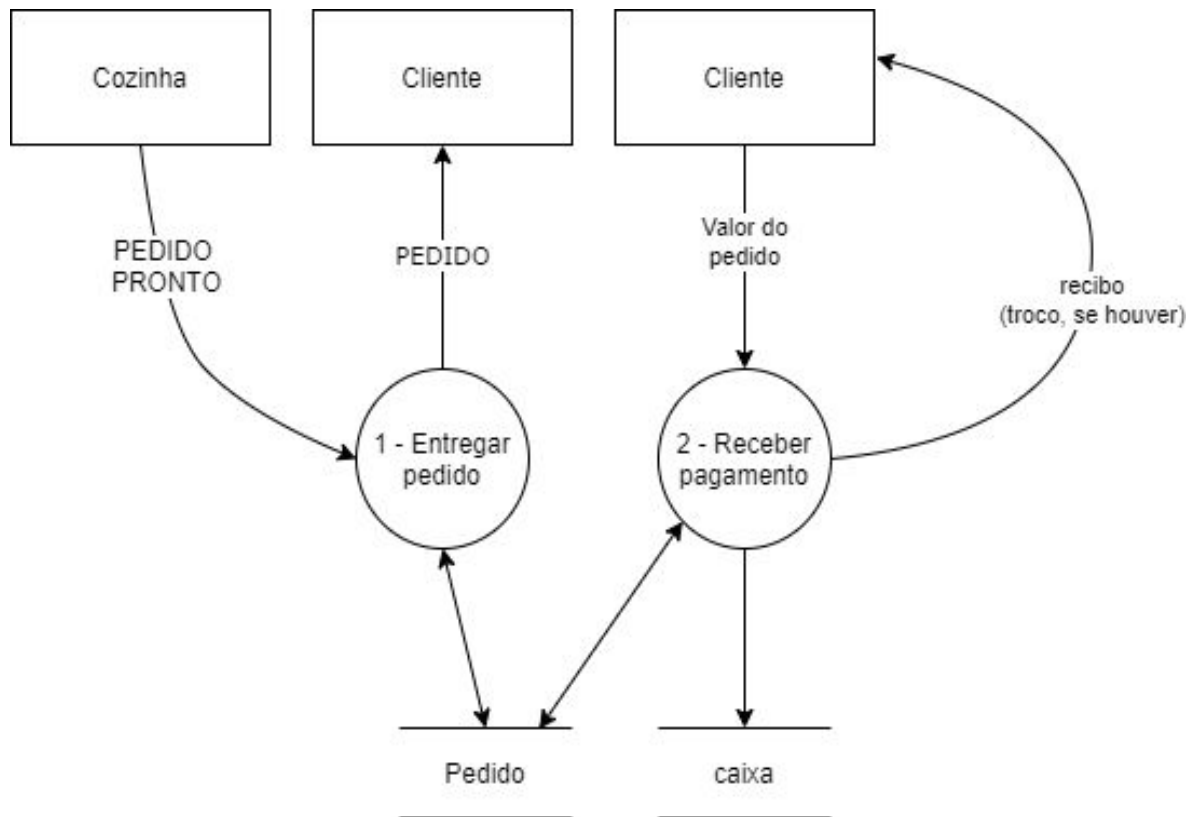 Cozinha
Cliente
Cliente
PEDIDO
PRONTO
PEDIDO
Valor do
pedido
recibo
(troco, se houver)
1 - Entregar
pedido
2 - Receber
pagamento
Pedido
caixa